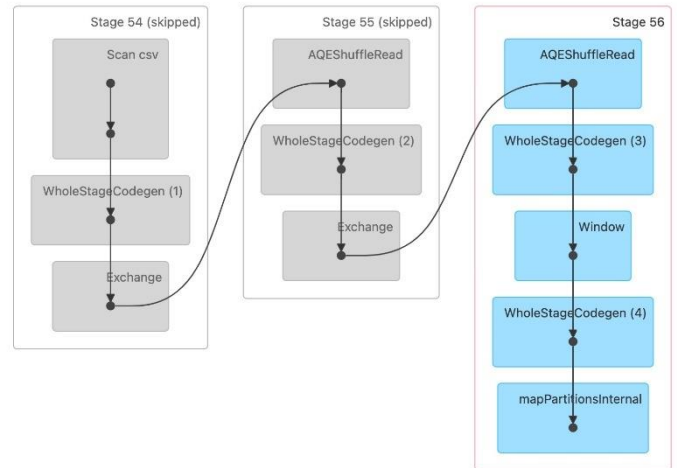 Stage 54 (skipped)
Scan csv
WholeStageCodegen (1)
Exchange
Stage 55 (skipped)
AQEShuffleRead
WholeStageCodegen (2)
Exchange
Stage 56
AQEShuffleRead
WholeStageCodegen (3)
Window
WholeStageCodegen (4)
mapPartitionsInternal